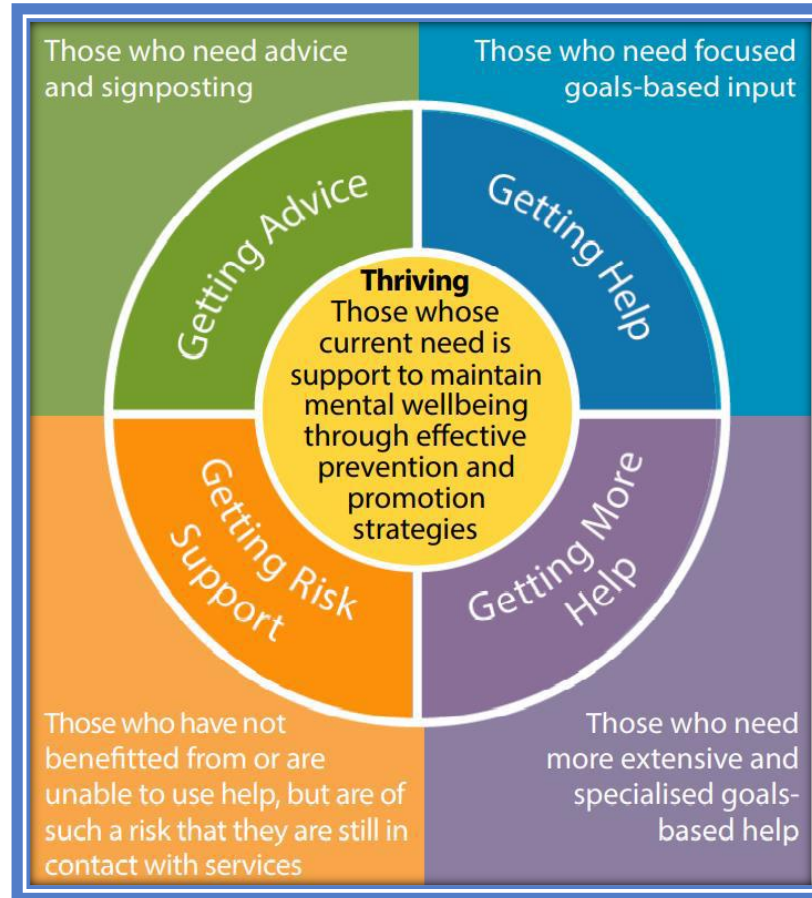 Those who need advice
and signposting
Those who need focused
goals-based input
Getting Advice
Getting Help
Thriving
Those whose
current need is
support to maintain
mental wellbeing
through effective
prevention and
promotion
strategies
Getting Risk
Support
Getting More
Help
Those who have not
benefitted from or are
unable to use help, but are of
such a risk that they are still in
contact with services
Those who need
more extensive and
specialised goals-
based help